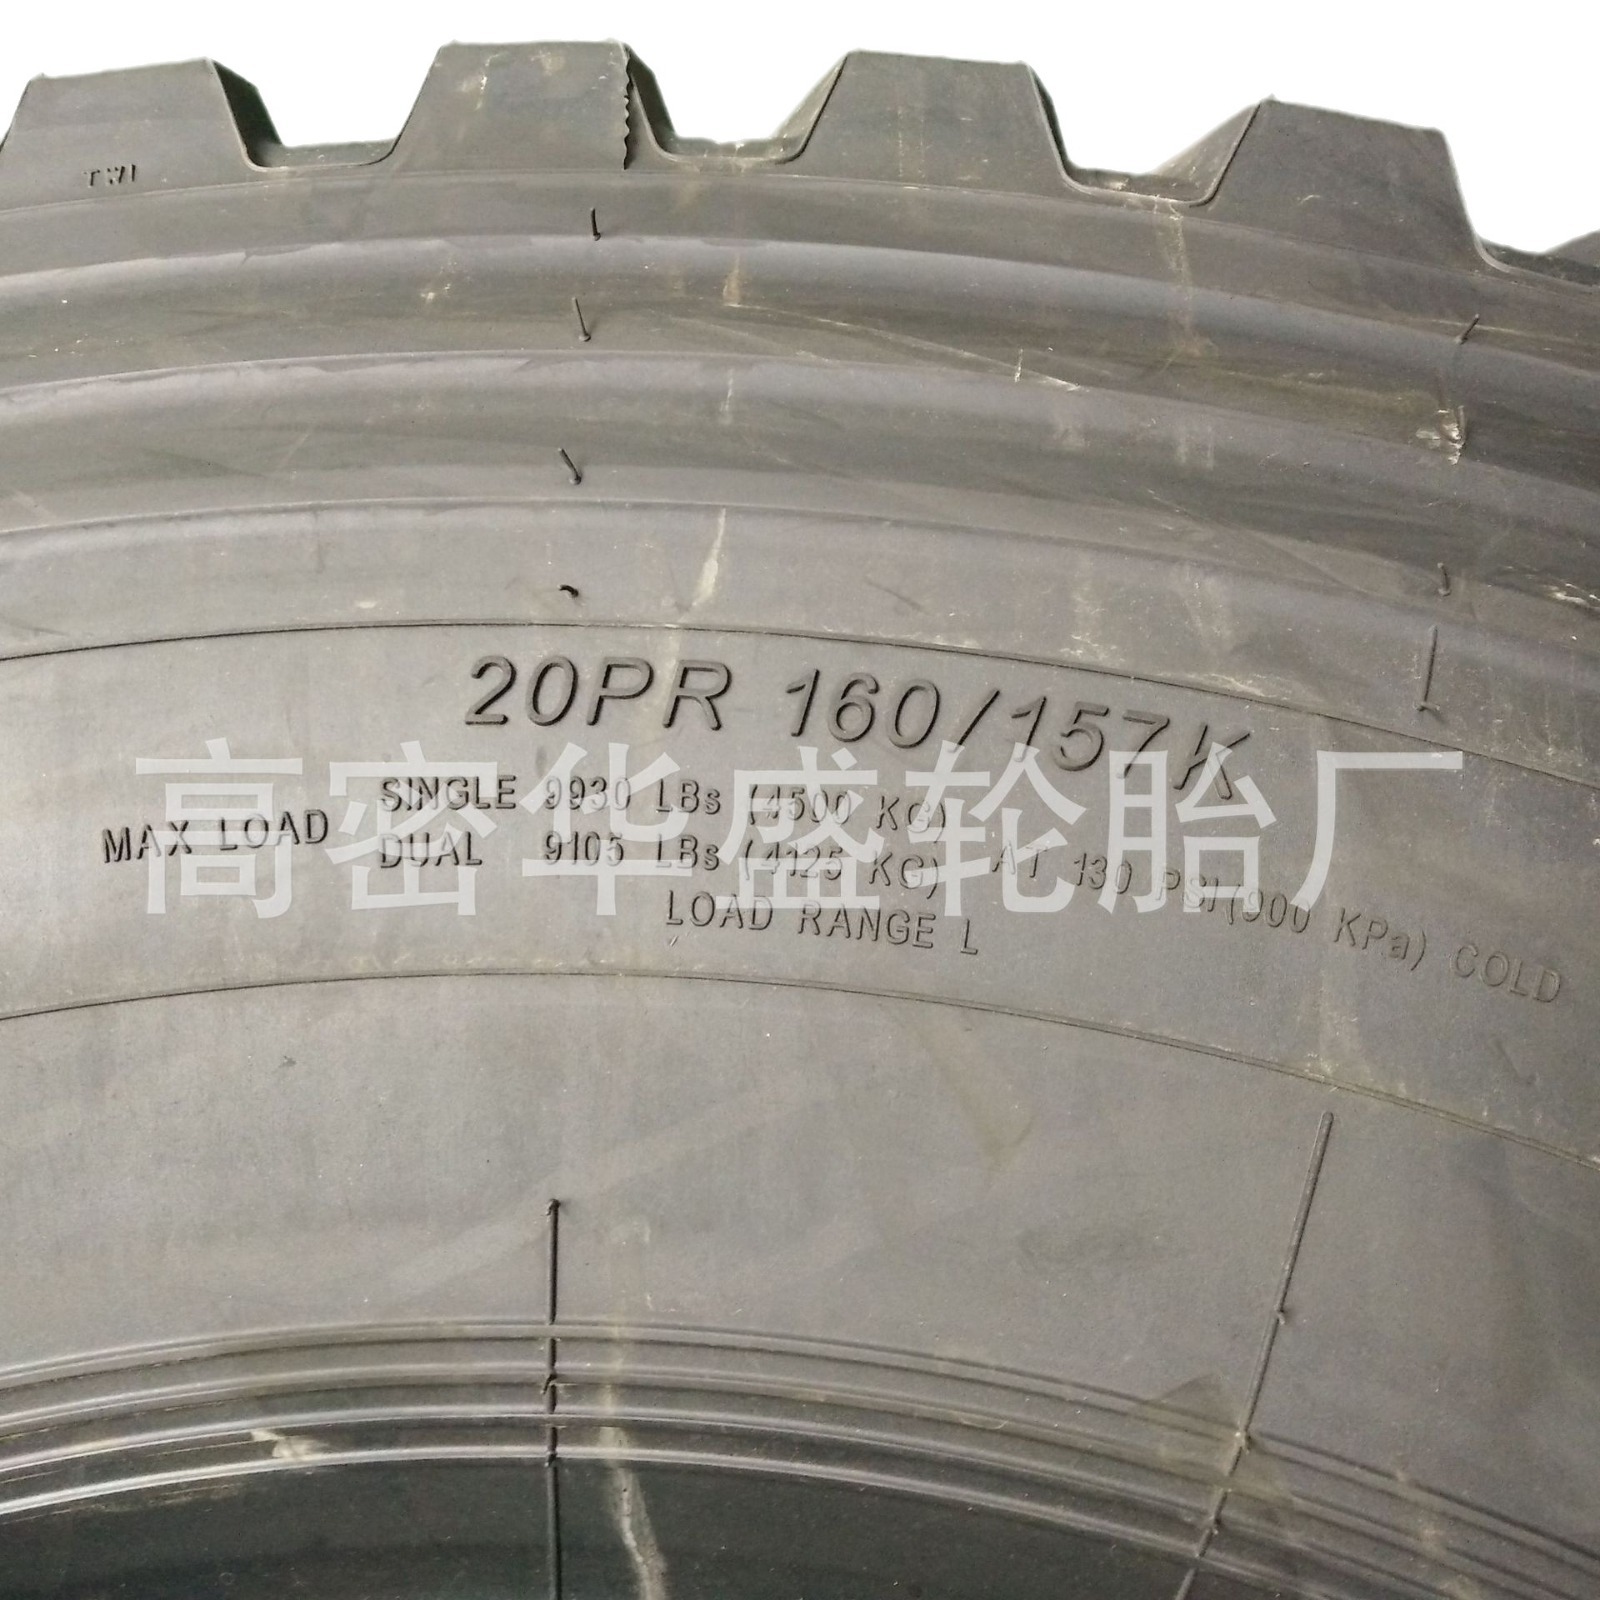 TWI
20PR 160/157K
MAX LOAD
SINGLE 9930 LBs (4500 KG)
DUAL 9105 LBs (4125 KG)
AT 130 PSI(900 KPa) COLD
LOAD RANGE L
高密华盛轮胎厂